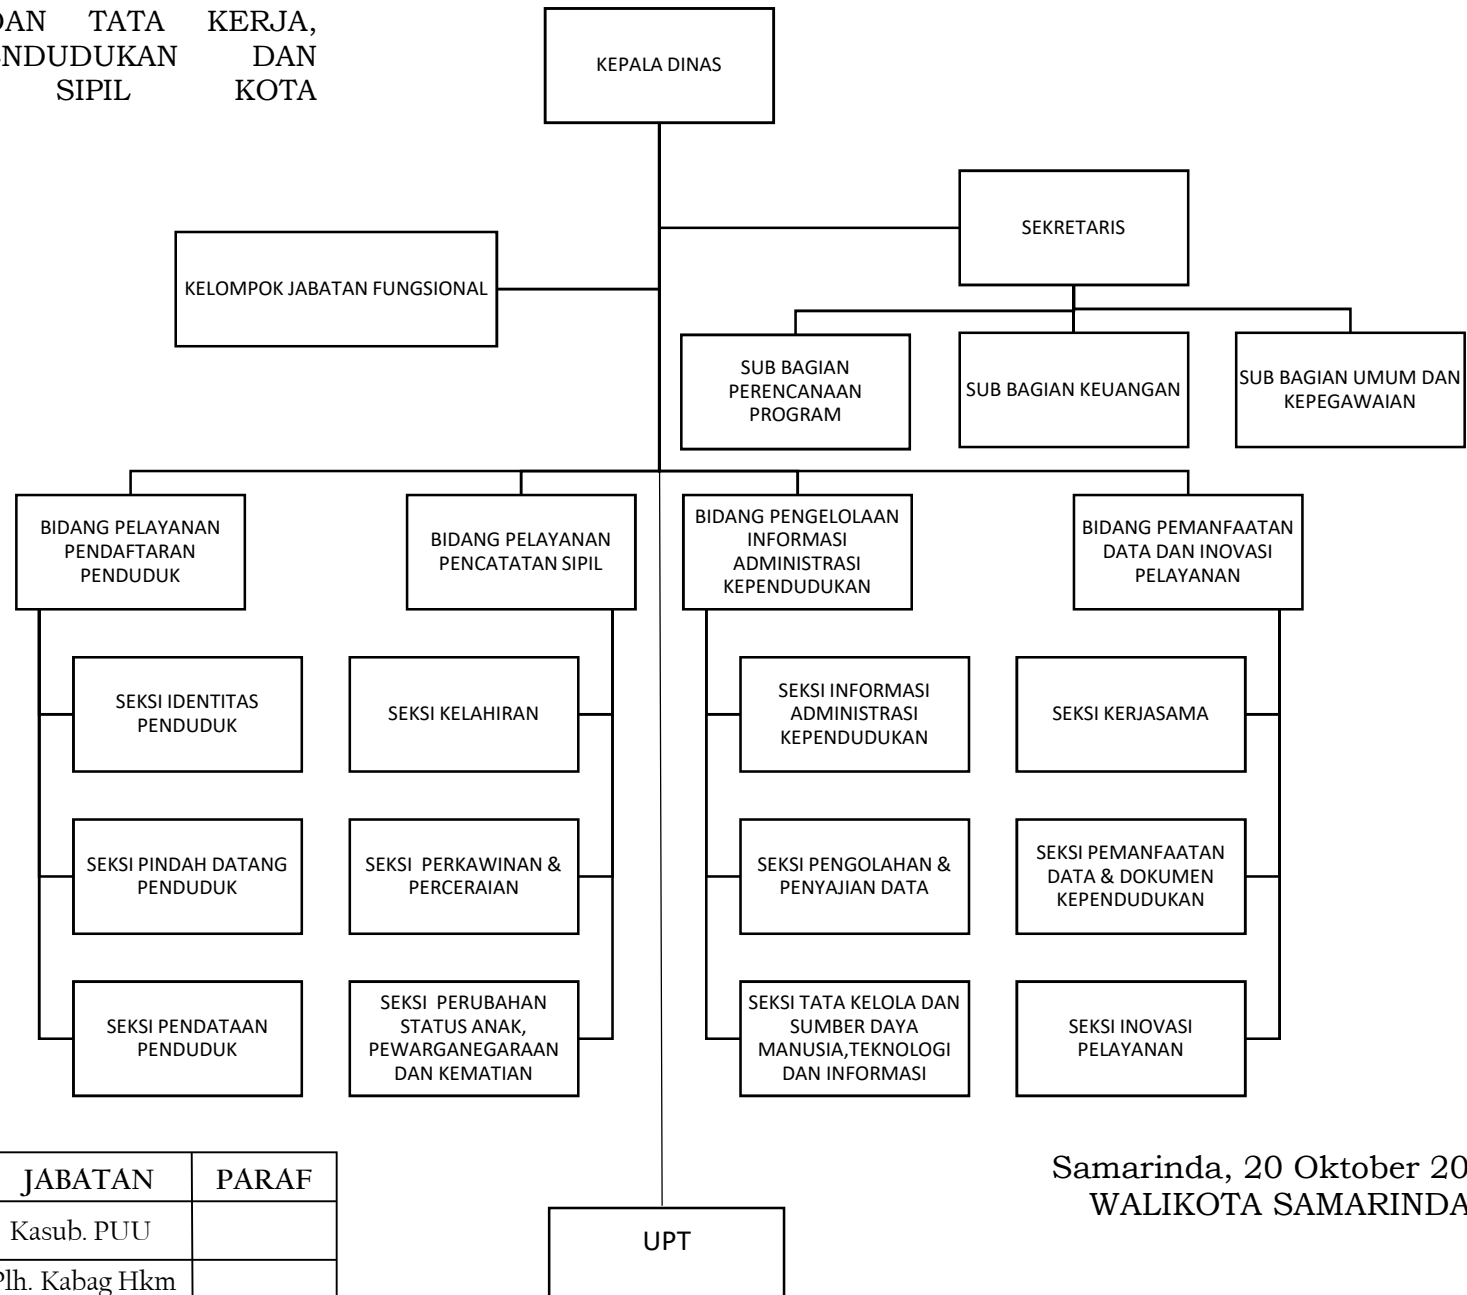 TATA KERJA,
DAN
SIPIL KOTA
KEPALA DINAS
SEKRETARIS
KELOMPOK JABATAN FUNGSIONAL
SUB BAGIAN
PERENCANAAN
PROGRAM
SUB BAGIAN KEUANGAN
SUB BAGIAN UMUM DAN
KEPEGAWAIAN
BIDANG PELAYANAN
PENDAFTARAN
PENDUDUK
BIDANG PELAYANAN
PENCATATAN SIPIL
BIDANG PENGELOLAAN
INFORMASI
ADMINISTRASI
KEPENDUDUKAN
BIDANG PEMANFAATAN
DATA DAN INOVASI
PELAYANAN
SEKSI IDENTITAS
PENDUDUK
SEKSI KELAHIRAN
SEKSI INFORMASI
ADMINISTRASI
KEPENDUDUKAN
SEKSI KERJASAMA
SEKSI PINDAH DATANG
PENDUDUK
SEKSI PERKAWINAN &
PERCERAIAN
SEKSI PENGOLAHAN &
PENYAJIAN DATA
SEKSI PEMANFAATAN
DATA & DOKUMEN
KEPENDUDUKAN
SEKSI PENDATAAN
PENDUDUK
SEKSI PERUBAHAN
STATUS ANAK,
PEWARGANEGARAAN
DAN KEMATIAN
SEKSI TATA KELOLA DAN
SUMBER DAYA
MANUSIA,TEKNOLOGI
DAN INFORMASI
SEKSI INOVASI
PELAYANAN
JABATAN PARAF
Kasub. PUU
Plh. Kabag Hkm
UPT
Samarinda, 20 Oktober 20
WALIKOTA SAMARINDA